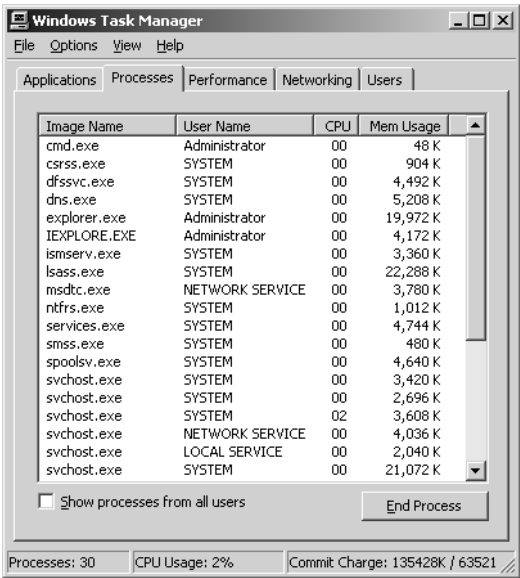 Windows Task Manager
File Options View Help
Applications Processes Performance Networking Users
Image Name User Name CPU Mem Usage
cmd.exe Administrator 00 48 K
csrss.exe SYSTEM 00 904 K
dfssvc.exe SYSTEM 00 4,492 K
dns.exe SYSTEM 00 5,208 K
explorer.exe Administrator 00 19,972 K
IEXPLORE.EXE Administrator 00 4,172 K
ismserv.exe SYSTEM 00 3,360 K
lsass.exe SYSTEM 00 22,288 K
msdtc.exe NETWORK SERVICE 00 3,780 K
ntfrs.exe SYSTEM 00 1,012 K
services.exe SYSTEM 00 4,744 K
smss.exe SYSTEM 00 480 K
spoolsv.exe SYSTEM 00 4,640 K
svchost.exe SYSTEM 00 3,420 K
svchost.exe SYSTEM 00 2,696 K
svchost.exe SYSTEM 02 3,608 K
svchost.exe NETWORK SERVICE 00 4,036 K
svchost.exe LOCAL SERVICE 00 2,040 K
svchost.exe SYSTEM 00 21,072 K
Show processes from all users End Process
Processes: 30 CPU Usage: 2% Commit Charge: 135428K / 63521